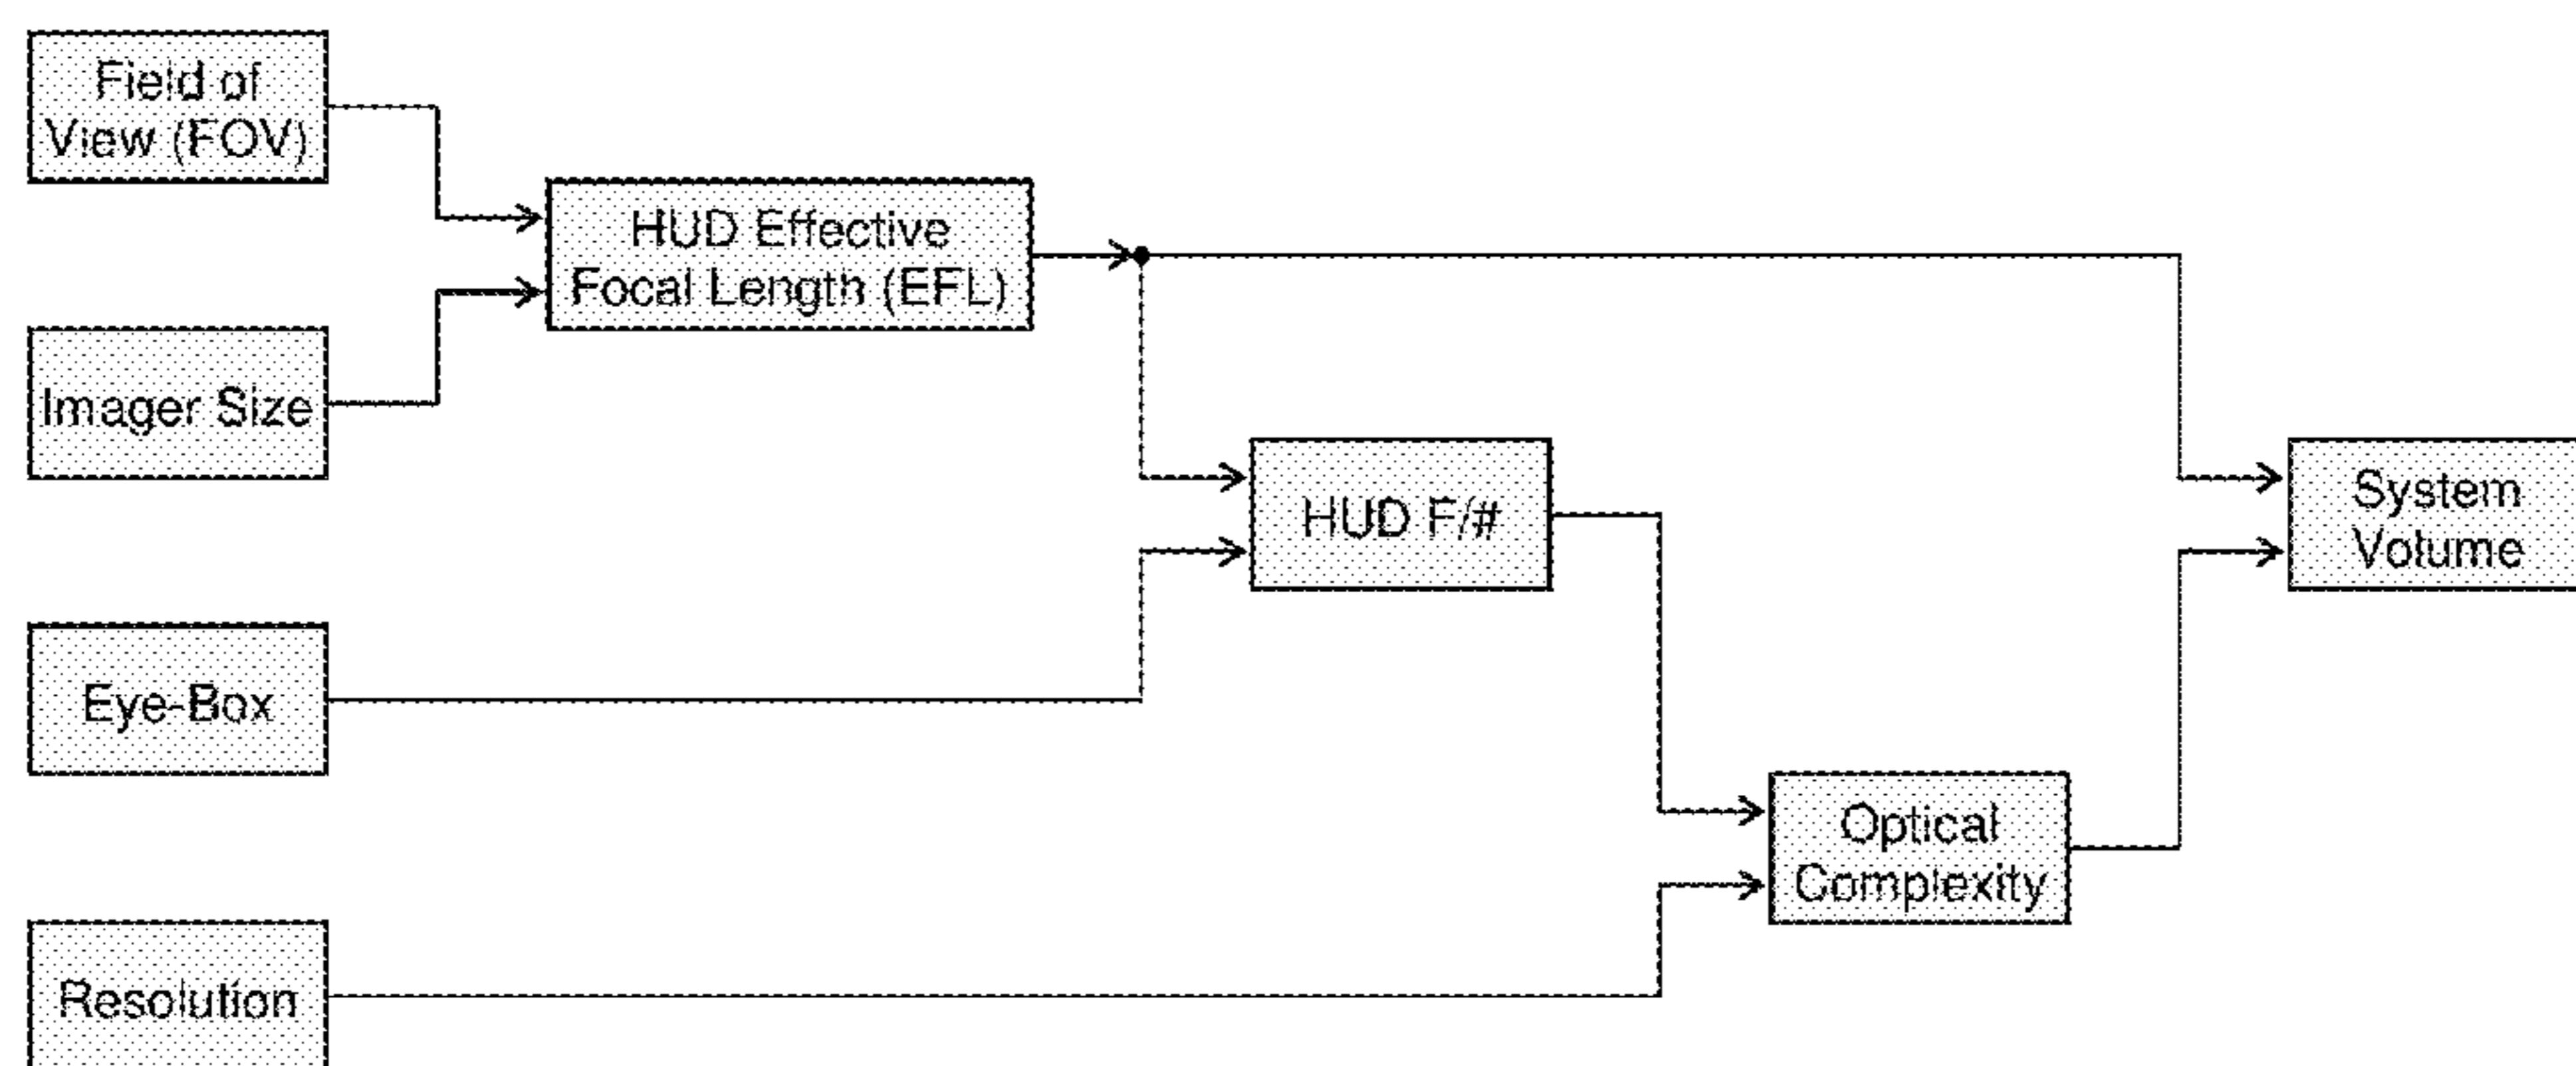 Field of
View (FOV)
HUD Effective
Focal Length (EFL)
Imager Size
HUD F/#
System
Volume
Eye-Box
Optical
Complexity
Resolution